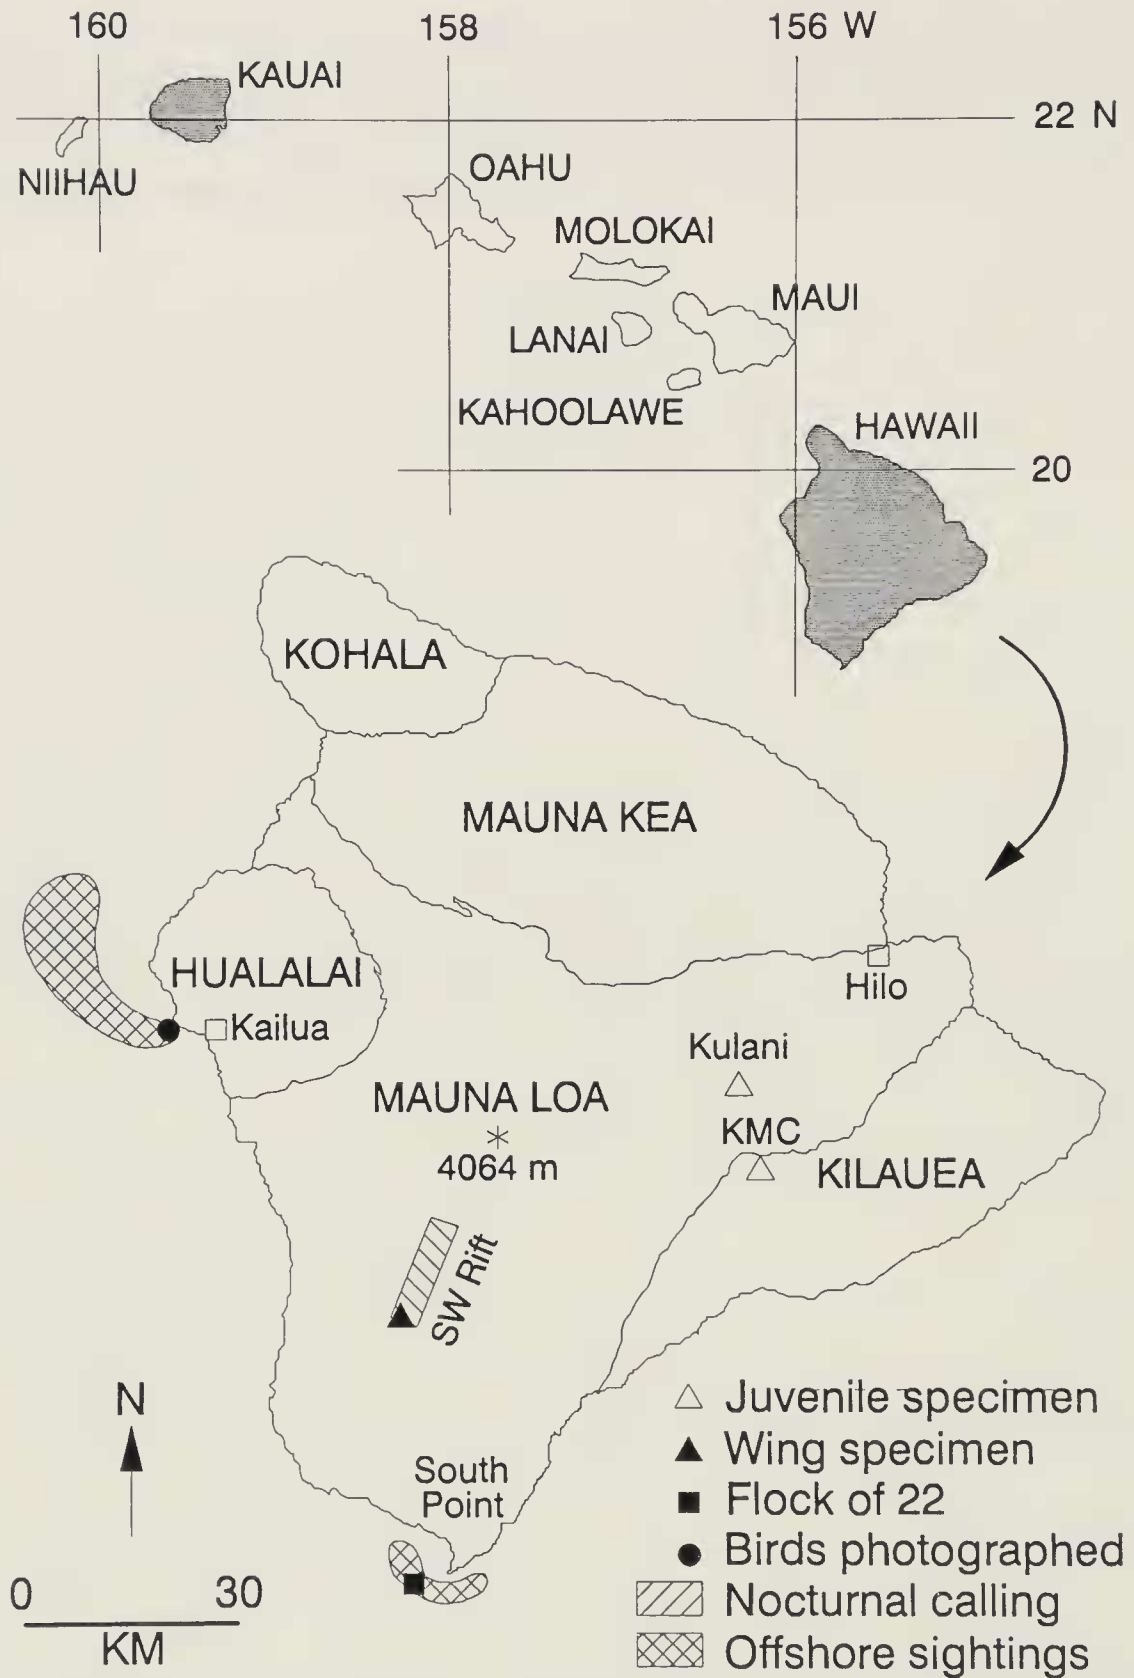 160
158
156 W
KAUAI
22 N
NIIHAU
OAHU
MOLOKAI
MAUI
LANAI
KAHOOLAWE
HAWAII
20
KOHALA
MAUNA KEA
HUALALAI
Hilo
Kailua
Kulani
MAUNA LOA
KMC
4064 m
KILAUEA
SW Rift
N
South
Point
Juvenile specimen
Wing specimen
Flock of 22
Birds photographed
Nocturnal calling
Offshore sightings
0
30
KM